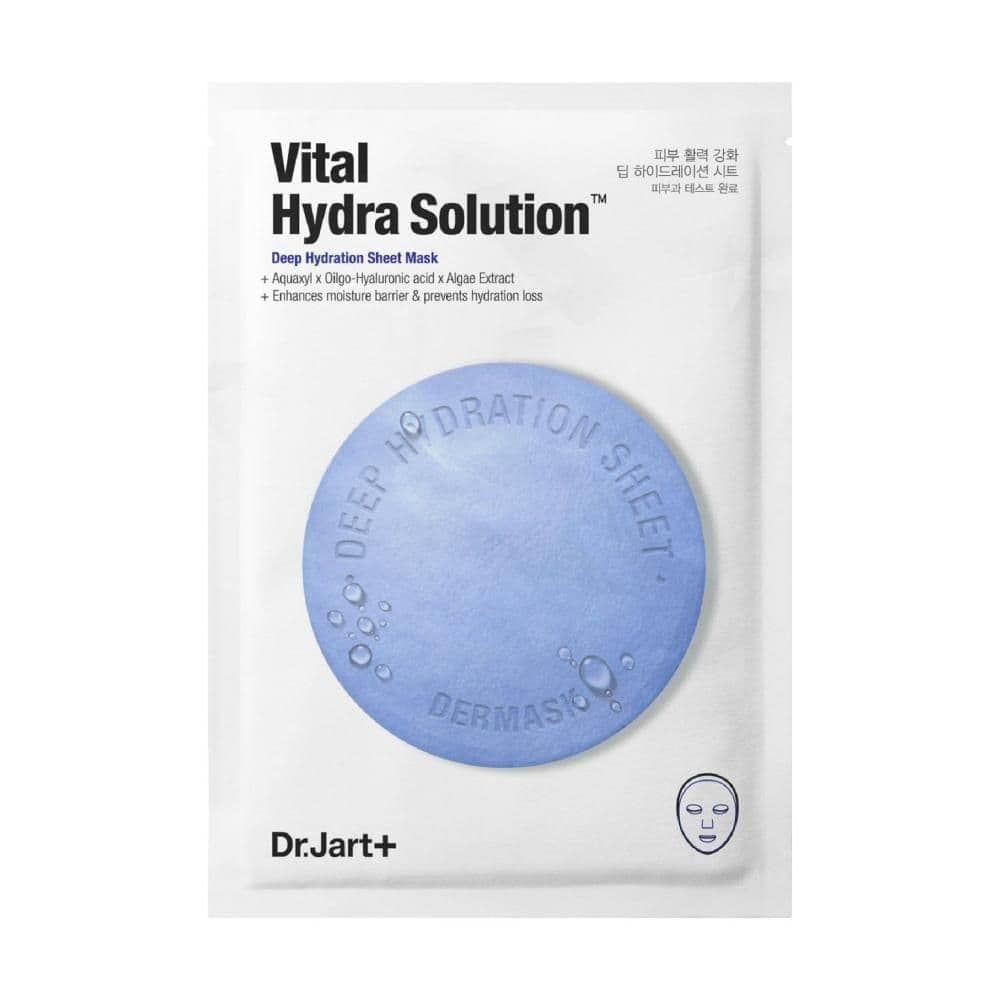 Vital
Hydra Solution™
Deep Hydration Sheet Mask
+ Aquaxyl x Oilgo-Hyaluronic acid x Algae Extract
+ Enhances moisture barrier & prevents hydration loss
피부 활력 강화
딥 하이드레이션 시트
피부과 테스트 완료
· DEEP HYDRATION SHEET ·
DERMASK
Dr.Jart+